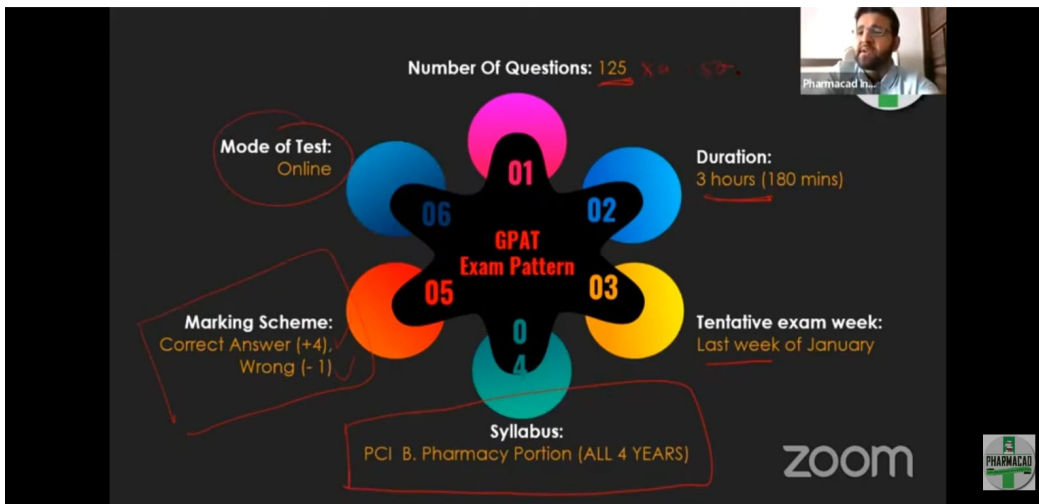 Number Of Questions: 125
Pharmacad In...
Mode of Test:
Online
Duration:
3 hours (180 mins)
01
02
03
0
4
05
06
GPAT
Exam Pattern
Marking Scheme:
Correct Answer (+4),
Wrong (- 1)
Tentative exam week:
Last week of January
Syllabus:
PCI B. Pharmacy Portion (ALL 4 YEARS)
zoom
PHARMACAD